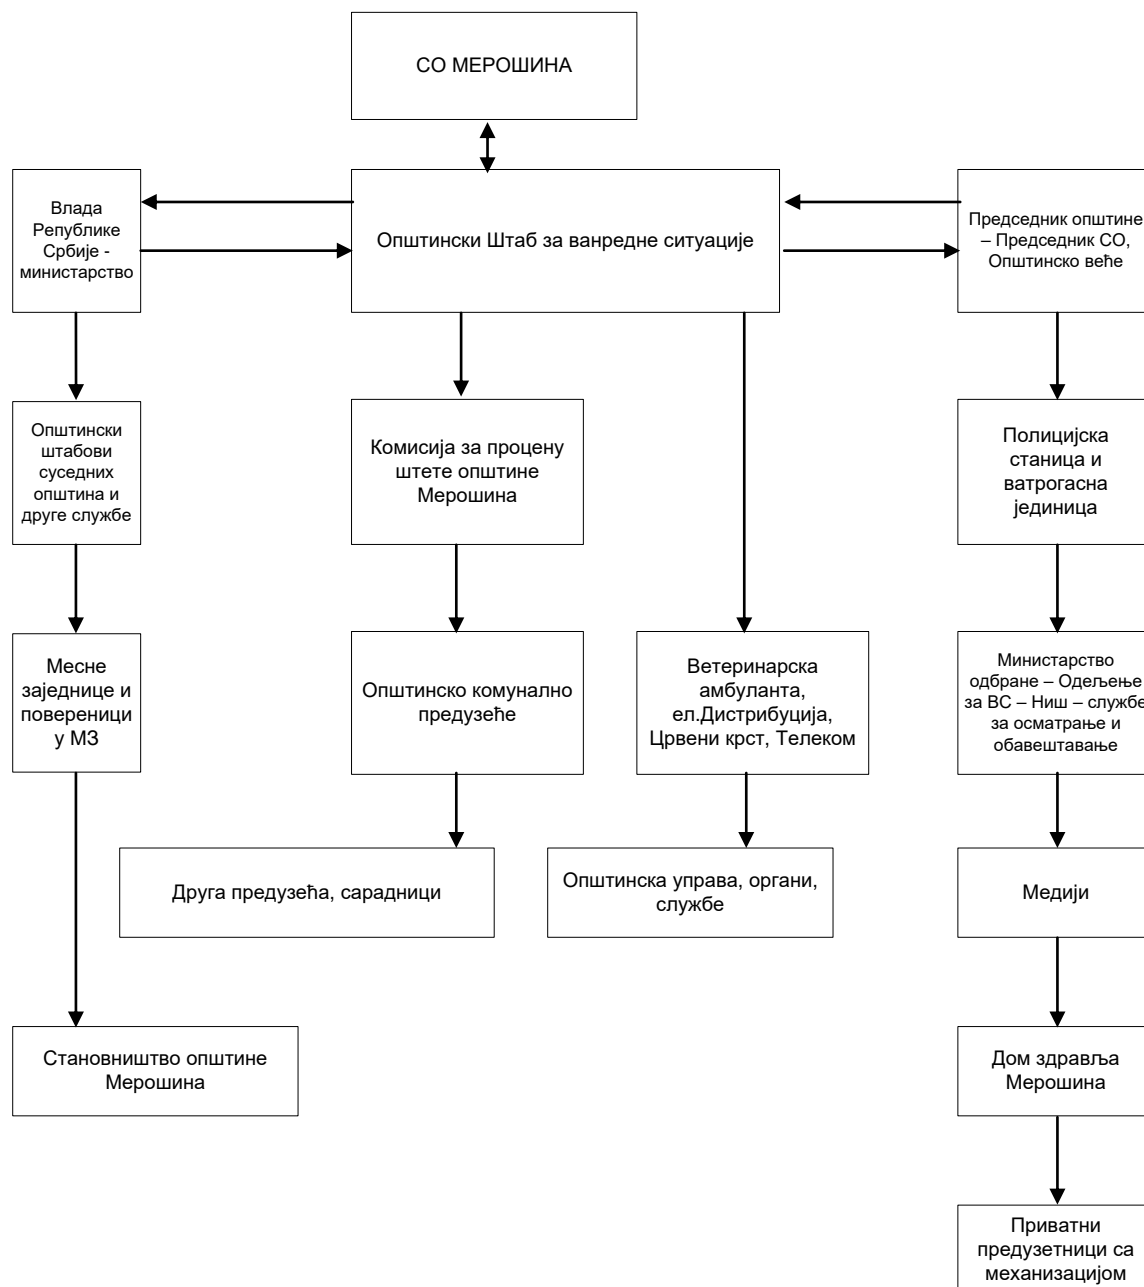 СО МЕРОШИНА
Влада
Републике
Србије -
министарство
Општински Штаб за ванредне ситуације
Председник општине
– Председник СО,
Општинско веће
Општински
штабови
суседних
општина и
друге службе
Комисија за процену
штете општине
Мерошина
Полицијска
станица и
ватрогасна
јединица
Месне
заједнице и
повереници
у МЗ
Општинско комунално
предузеће
Ветеринарска
амбуланта,
ел.Дистрибуција,
Црвени крст, Телеком
Министарство
одбране – Одељење
за ВС – Ниш – службе
за осматрање и
обавештавање
Друга предузећа, сарадници
Општинска управа, органи,
службе
Медији
Становништво општине
Мерошина
Дом здравља
Мерошина
Приватни
предузетници са
механизацијом